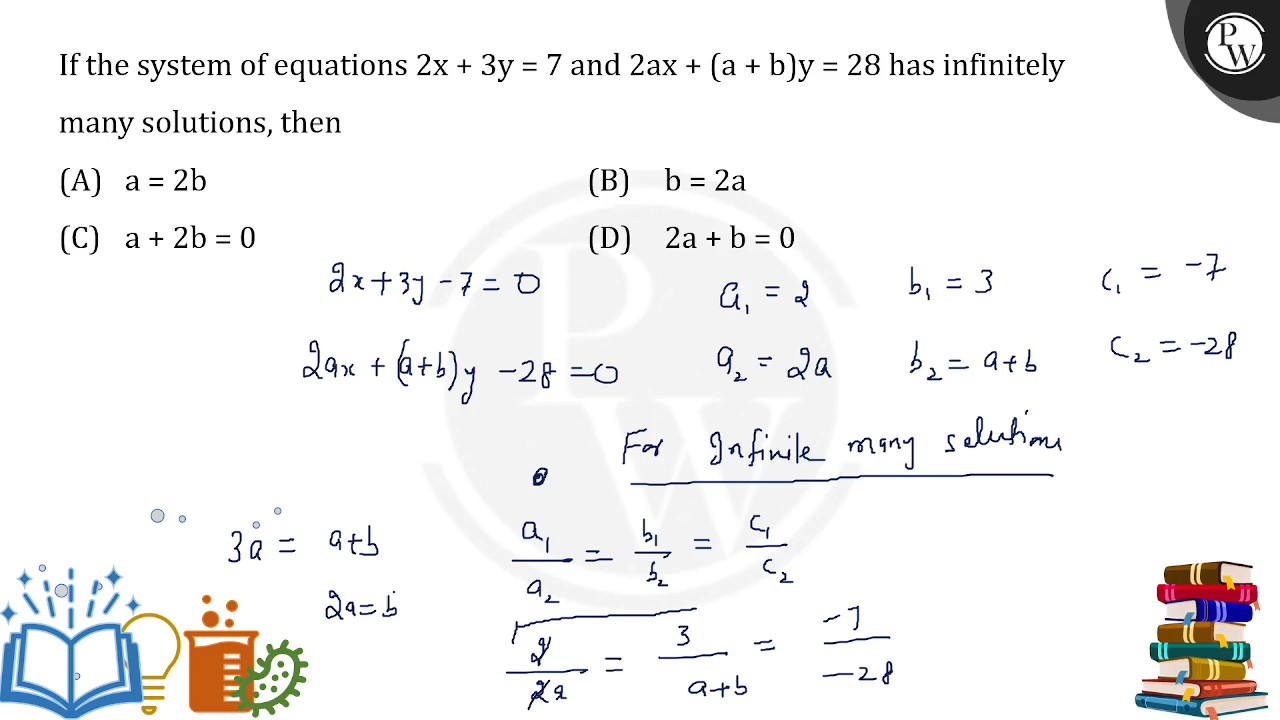 P
W
If the system of equations 2x + 3y = 7 and 2ax + (a + b)y = 28 has infinitely
many solutions, then
(A) a = 2b
(B) b = 2a
(C) a + 2b = 0
(D) 2a + b = 0
2x + 3y - 7 = 0
a₁ = 2
b₁ = 3
c₁ = -7
2ax + (a+b)y - 28 = 0
a₂ = 2a
b₂ = a+b
c₂ = -28
For Infinite many solutions
a₁/a₂ = b₁/b₂ = c₁/c₂
3a = a+b
2a = b
2/2a = 3/a+b = -7/-28